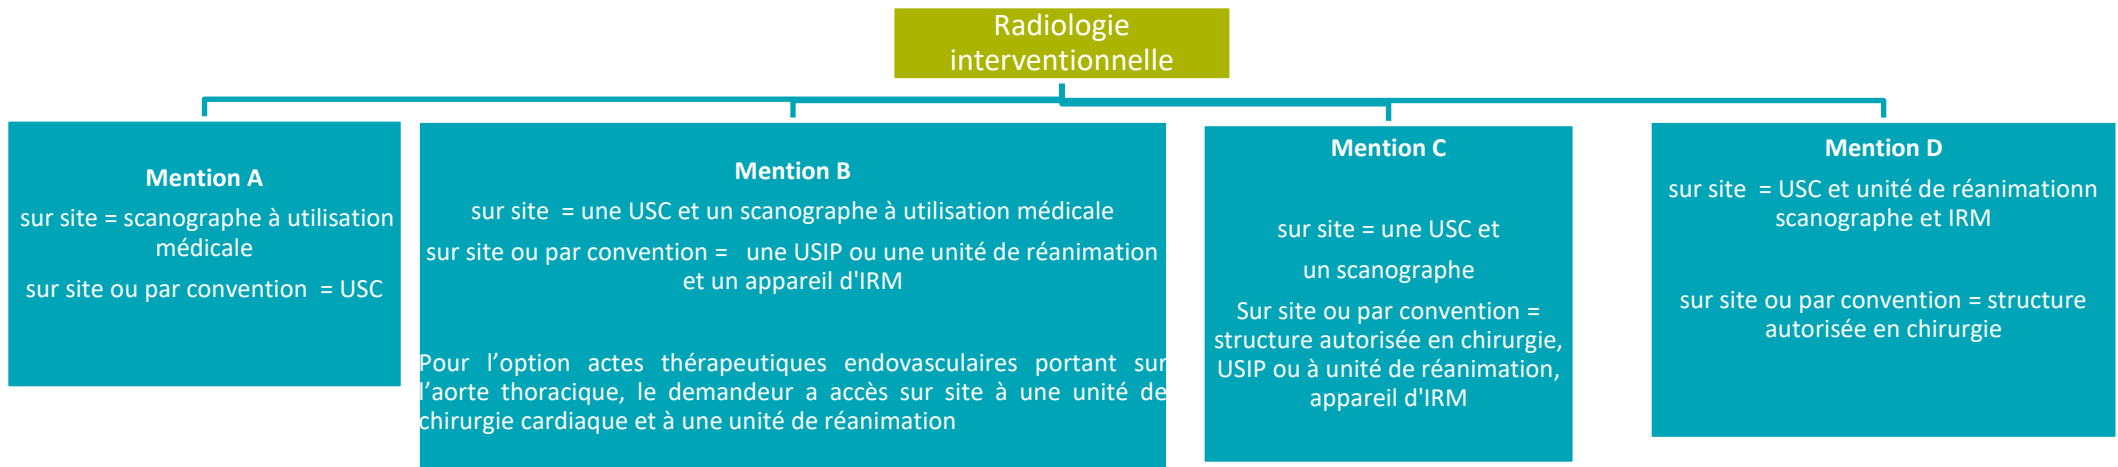 Radiologie
interventionnelle
Mention A
sur site = scanographe à utilisation
médicale
sur site ou par convention = USC
Mention B
sur site = une USC et un scanographe à utilisation médicale
sur site ou par convention = une USIP ou une unité de réanimation
et un appareil d'IRM
Pour l’option actes thérapeutiques endovasculaires portant sur
l’aorte thoracique, le demandeur a accès sur site à une unité de
chirurgie cardiaque et à une unité de réanimation
Mention C
sur site = une USC et
un scanographe
Sur site ou par convention =
structure autorisée en chirurgie,
USIP ou à unité de réanimation,
appareil d'IRM
Mention D
sur site = USC et unité de réanimationn
scanographe et IRM
sur site ou par convention = structure
autorisée en chirurgie